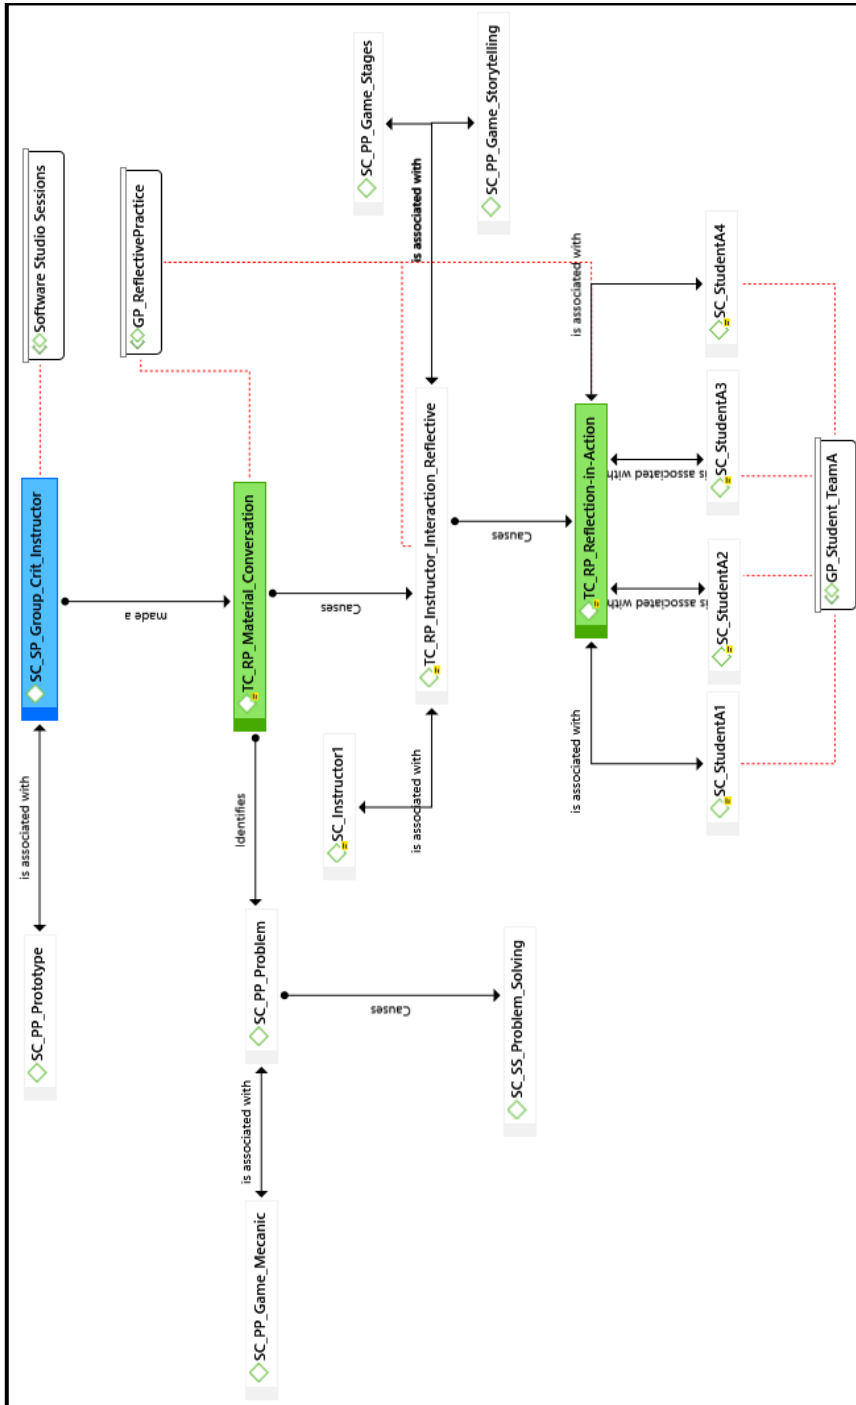 SC_PP_Prototype
is associated with
SC_SP_Group_Crit_Instructor
Software Studio Sessions
made a
GP_ReflectivePractice
SC_PP_Game_Mecanic
is associated with
SC_PP_Problem
Identifies
TC_RP_Material_Conversation
Causes
Causes
SC_SS_Problem_Solving
SC_Instructor1
is associated with
TC_RP_Instructor_Interaction_Reflective
is associated with
SC_PP_Game_Stages
SC_PP_Game_Storytelling
Causes
TC_RP_Reflection-in-Action
is associated with
is associated with
is associated with
is associated with
SC_StudentA1
SC_StudentA2
SC_StudentA3
SC_StudentA4
GP_Student_TeamA